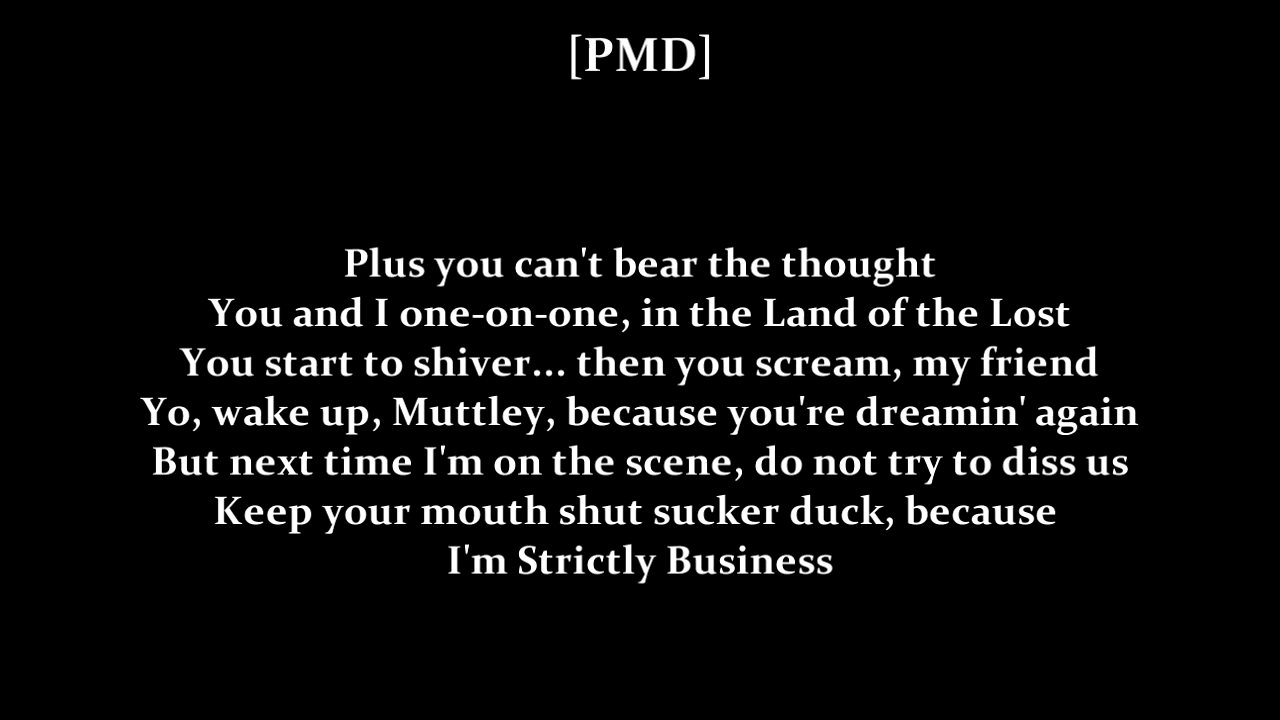 [PMD]
Plus you can't bear the thought
You and I one-on-one, in the Land of the Lost
You start to shiver... then you scream, my friend
Yo, wake up, Muttley, because you're dreamin' again
But next time I'm on the scene, do not try to diss us
Keep your mouth shut sucker duck, because
I'm Strictly Business